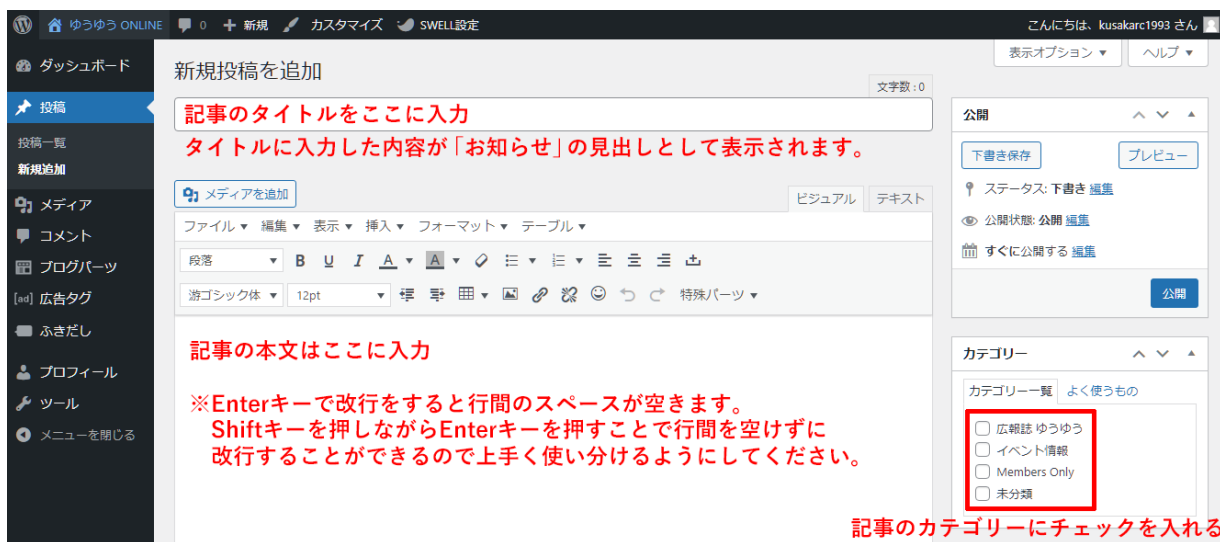 ゆうゆう ONLINE 0 + 新規 カスタマイズ SWELL設定 こんにちは、kusakarc1993 さん
表示オプション ▼ ヘルプ ▼
ダッシュボード
投稿
投稿一覧
新規追加
メディア
コメント
ブログパーツ
[ad] 広告タグ
ふきだし
プロフィール
ツール
メニューを閉じる
新規投稿を追加
文字数 : 0
記事のタイトルをここに入力
タイトルに入力した内容が「お知らせ」の見出しとして表示されます。
メディアを追加
ビジュアル テキスト
ファイル ▼ 編集 ▼ 表示 ▼ 挿入 ▼ フォーマット ▼ テーブル ▼
段落 ▼ B U I A ▼ A ▼
游ゴシック体 ▼ 12pt ▼ 特殊パーツ ▼
記事の本文はここに入力
※Enterキーで改行をすると行間のスペースが空きます。
Shiftキーを押しながらEnterキーを押すことで行間を空けずに
改行することができるので上手く使い分けるようにしてください。
公開
下書き保存 プレビュー
ステータス: 下書き 編集
公開状態: 公開 編集
すぐに公開する 編集
公開
カテゴリー
カテゴリー一覧 よく使うもの
広報誌 ゆうゆう
イベント情報
Members Only
未分類
記事のカテゴリーにチェックを入れる